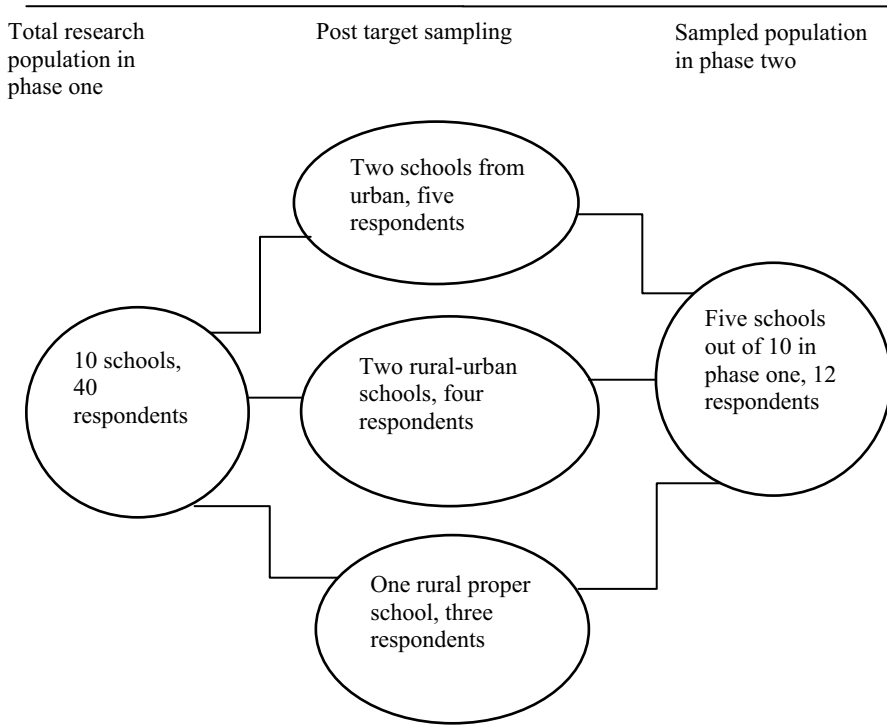 Total research
population in
phase one
Post target sampling
Sampled population
in phase two
Two schools from
urban, five
respondents
10 schools,
40
respondents
Two rural-urban
schools, four
respondents
Five schools
out of 10 in
phase one, 12
respondents
One rural proper
school, three
respondents